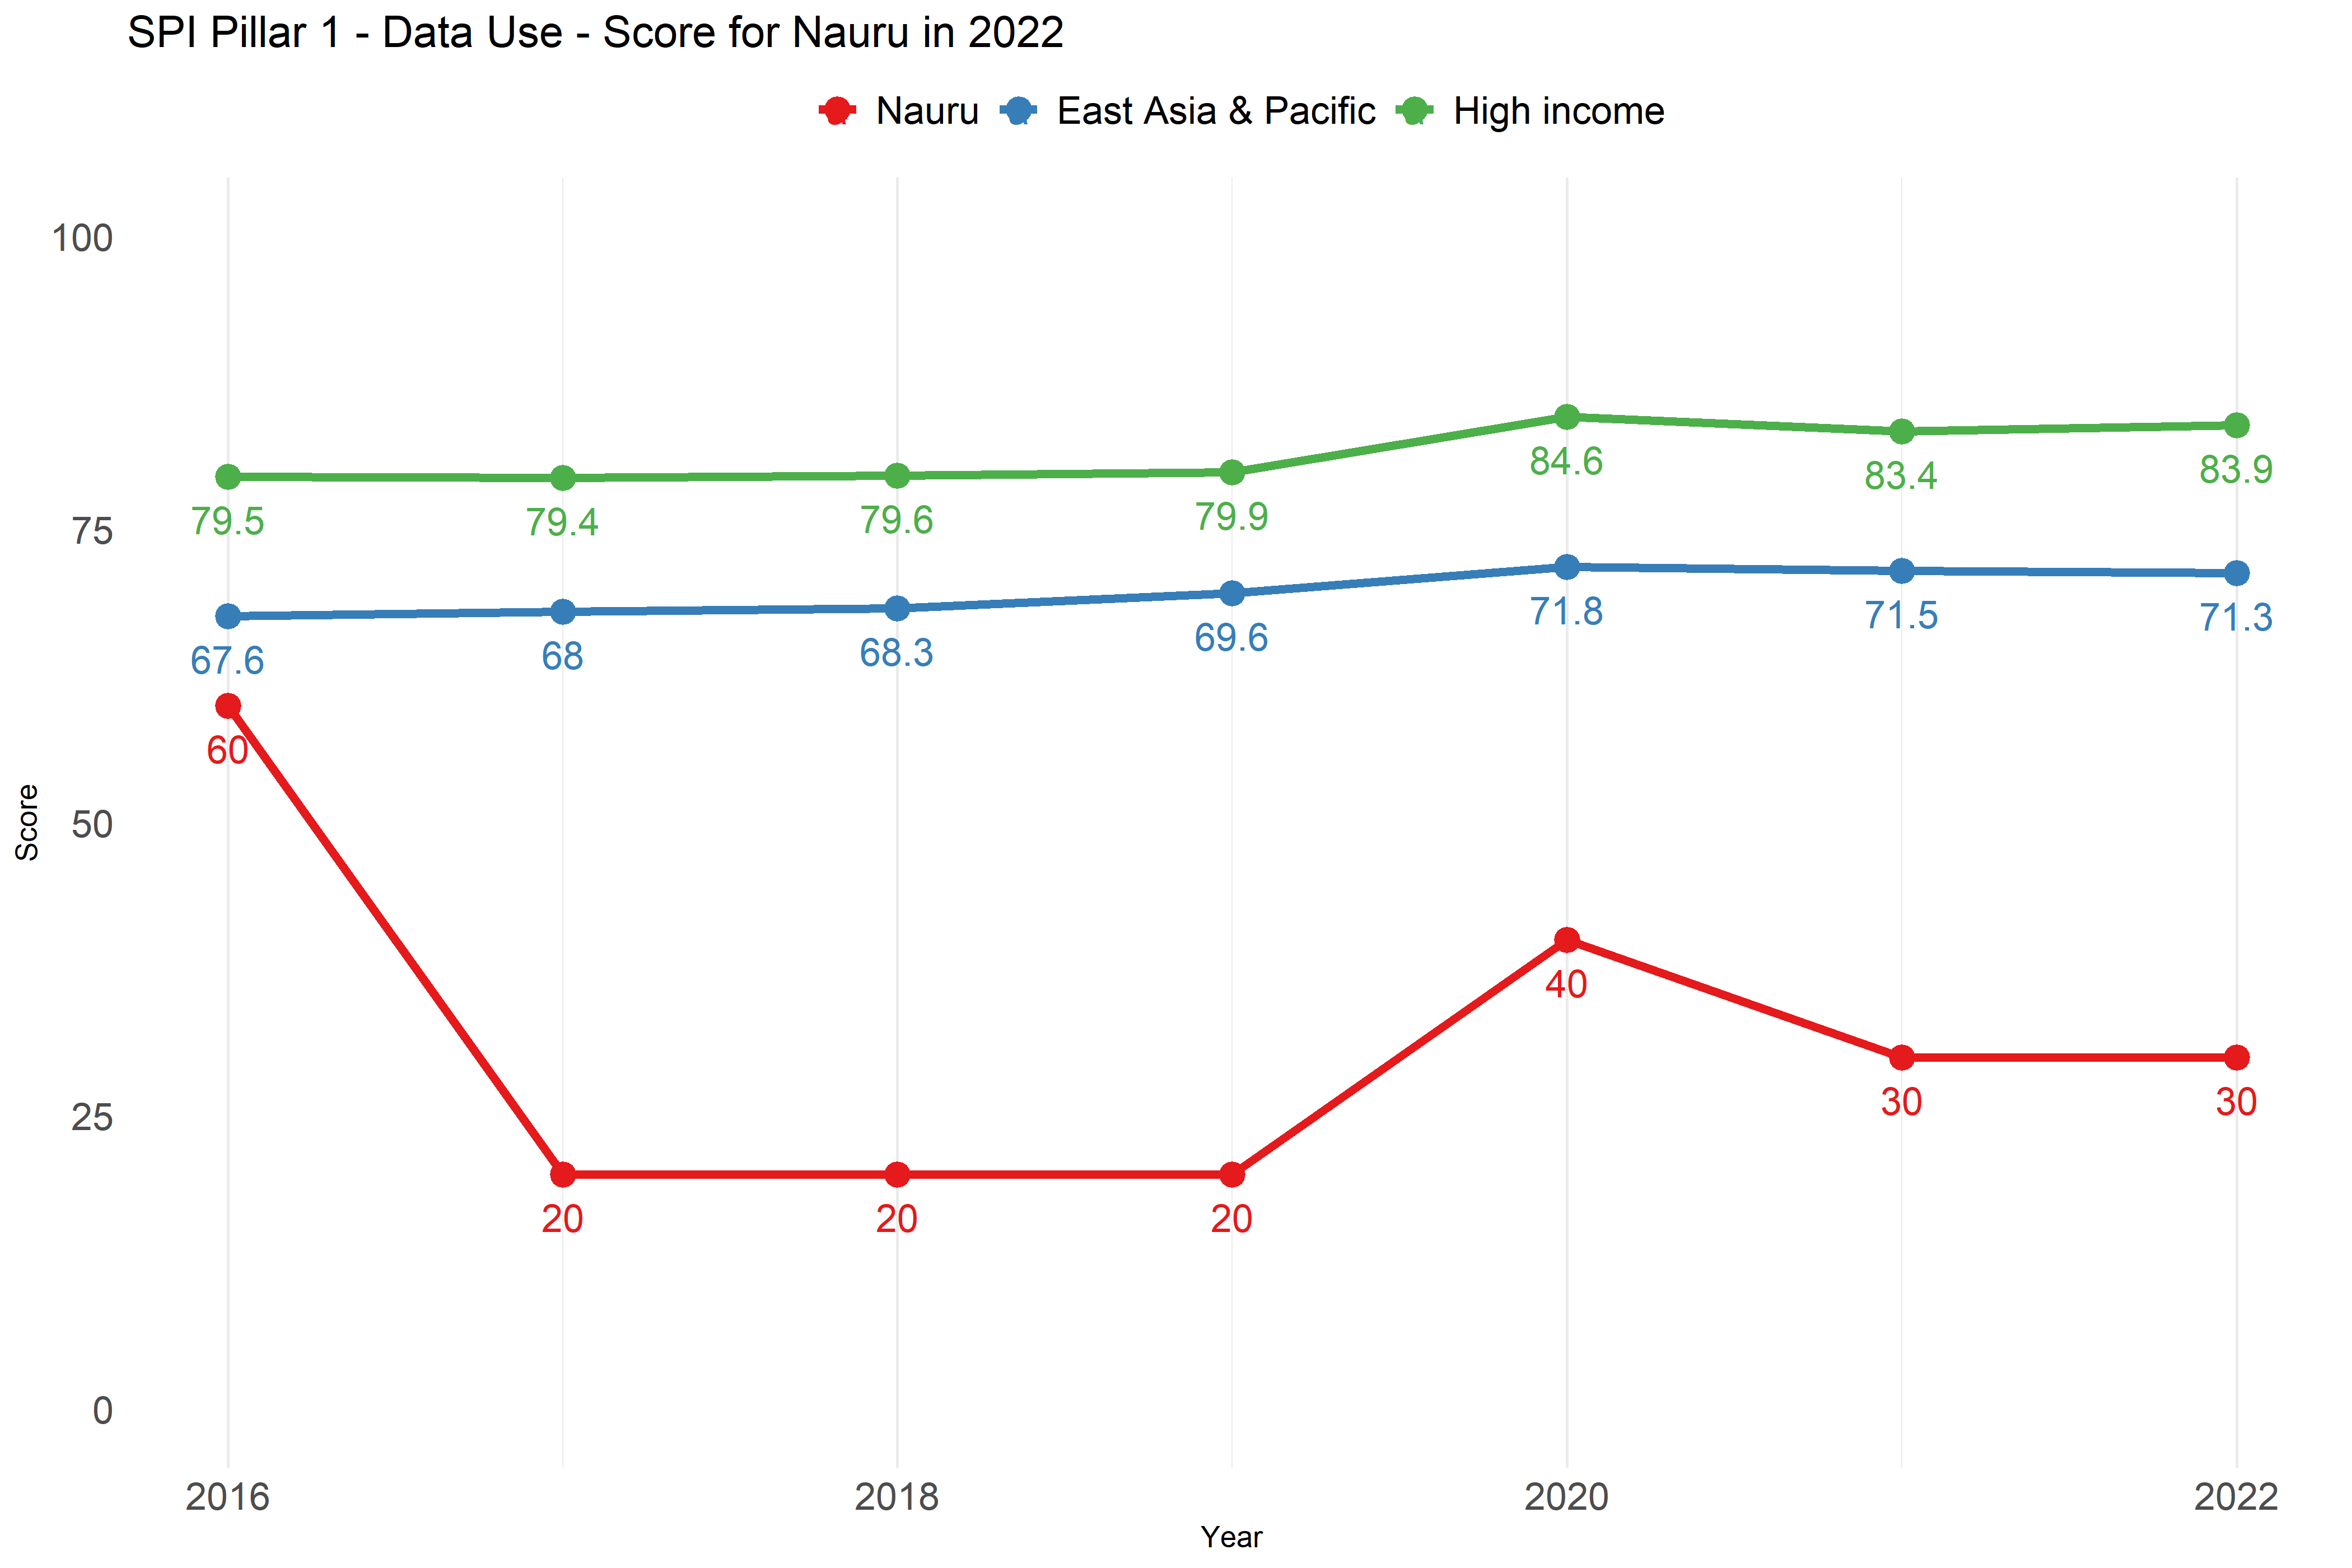 SPI Pillar 1 - Data Use - Score for Nauru in 2022
Nauru East Asia & Pacific High income
100
75
50
25
0
Score
79.5 79.4 79.6 79.9 84.6 83.4 83.9
67.6 68 68.3 69.6 71.8 71.5 71.3
60 20 20 20 40 30 30
2016 2018 2020 2022
Year